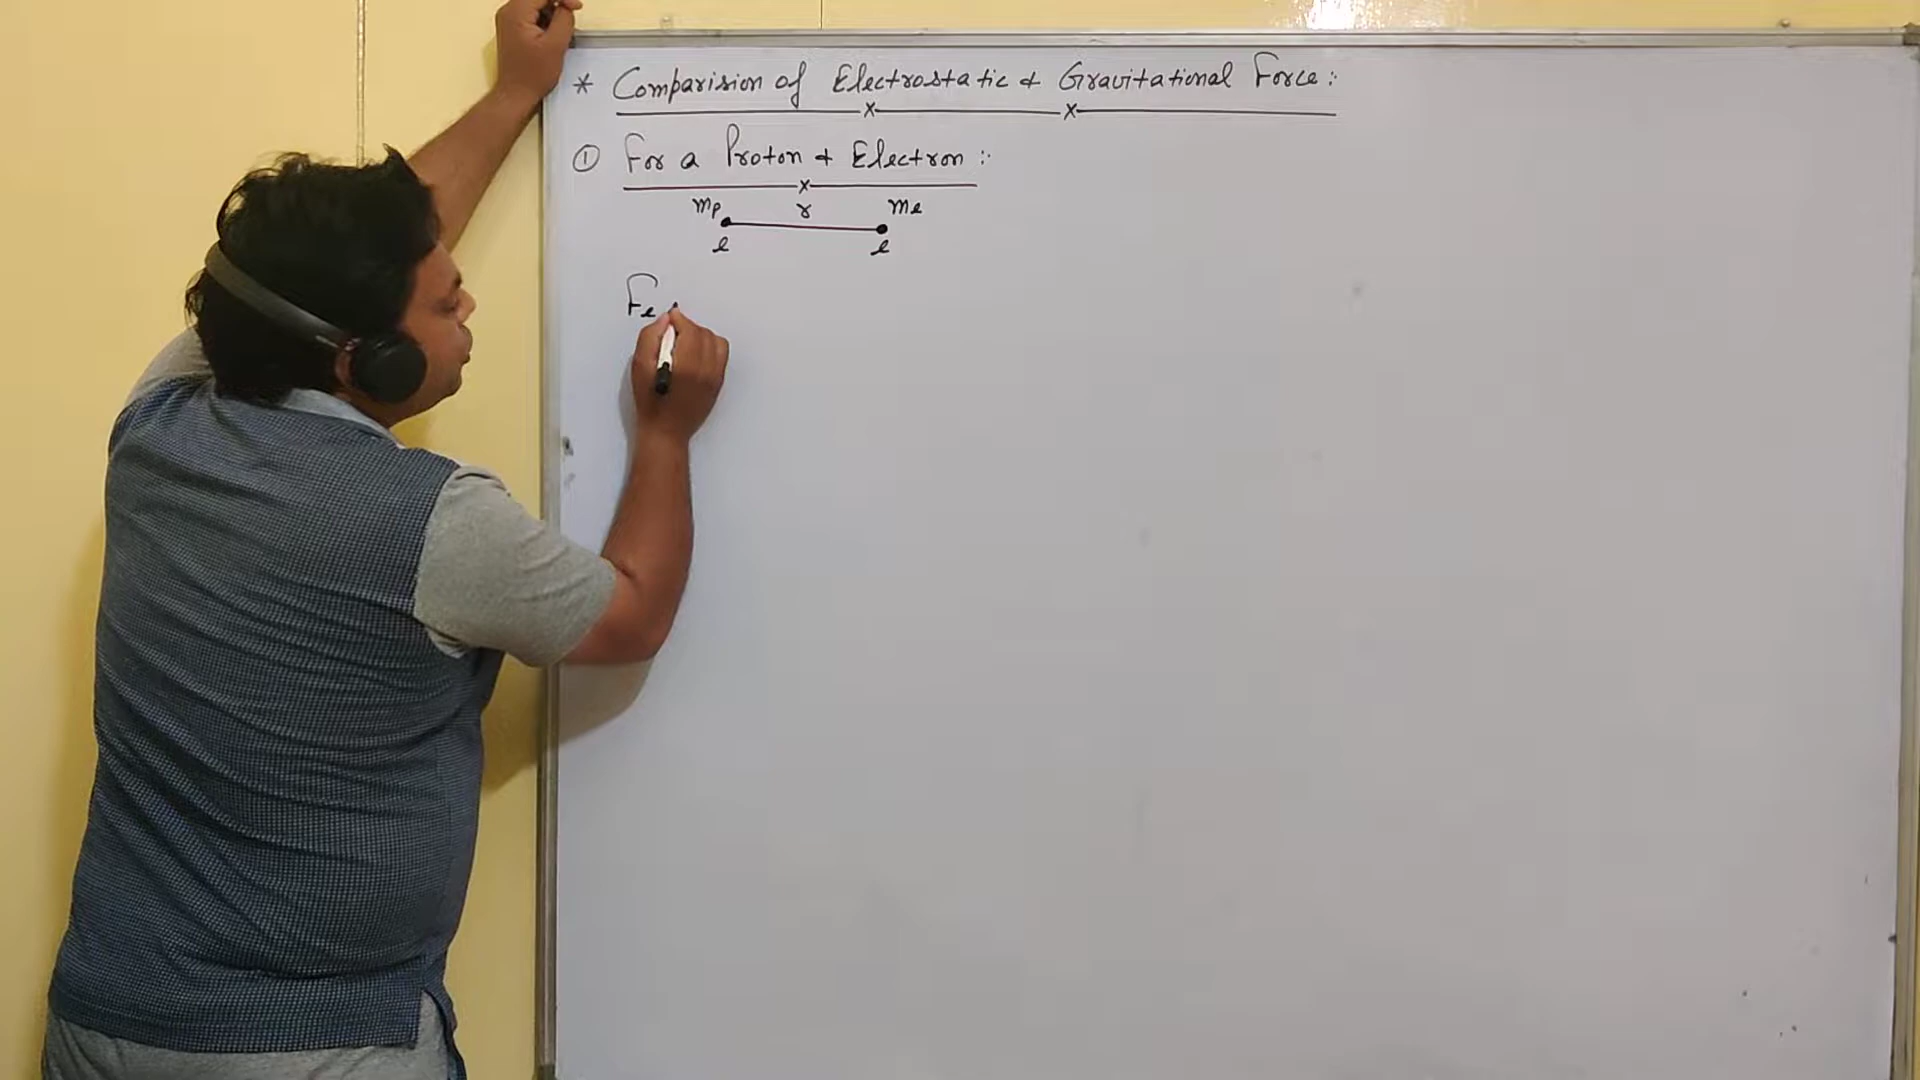 * Comparision of Electrostatic & Gravitational Force :
① For a Proton & Electron :
mp r me
e e
Fe